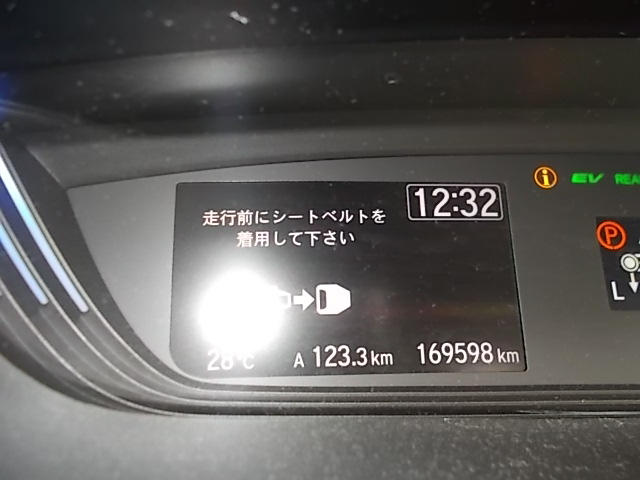 12:32
走行前にシートベルトを
着用して下さい
28°C A 123.3 km 169598 km
i EV
P
L